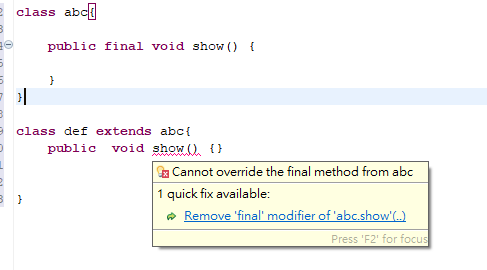 class abc{
public final void show() {
}
}
class def extends abc{
public  void show() {}
Cannot override the final method from abc
1 quick fix available:
Remove 'final' modifier of 'abc.show'(..)
Press 'F2' for focus
}